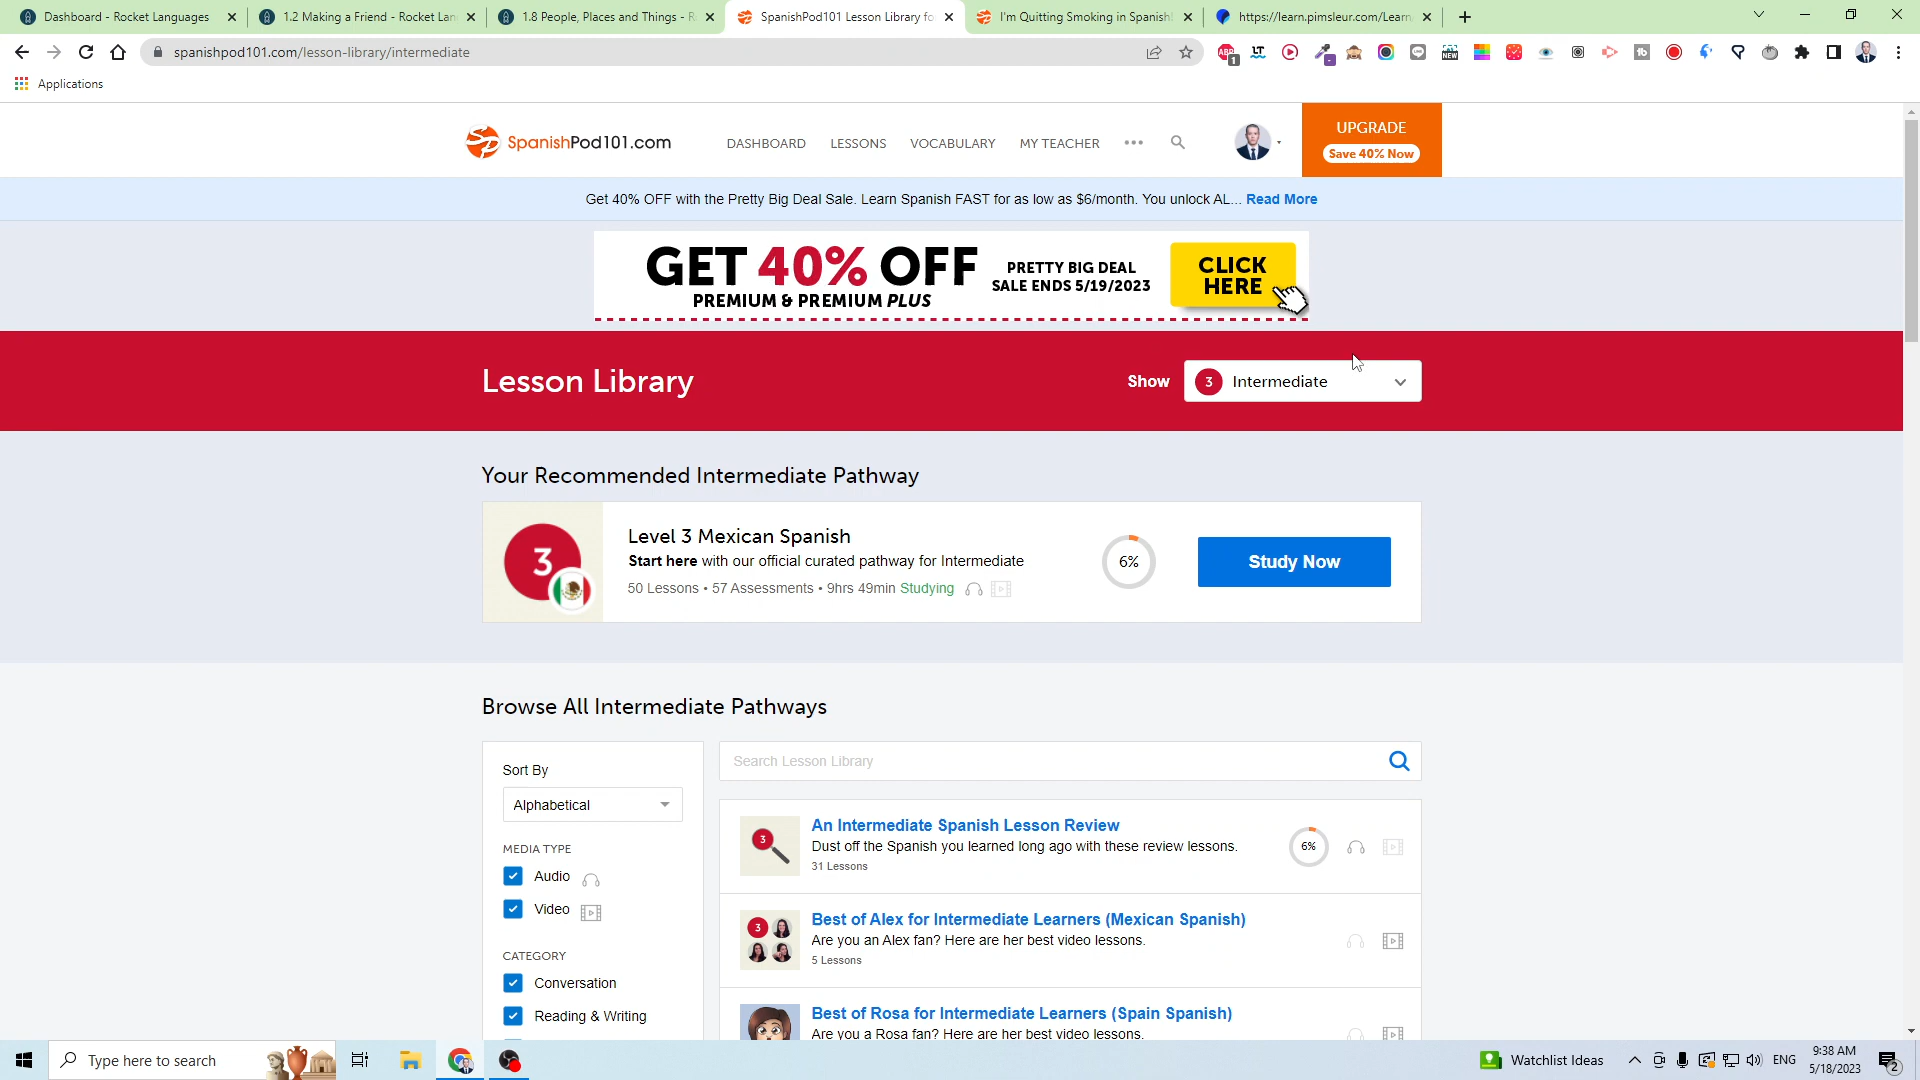 Dashboard - Rocket Languages
1.2 Making a Friend - Rocket Lan
1.8 People, Places and Things - R
SpanishPod101 Lesson Library fo
I'm Quitting Smoking in Spanish
https://learn.pimsleur.com/Learn
spanishpod101.com/lesson-library/intermediate
Applications
SpanishPod101.com
DASHBOARD
LESSONS
VOCABULARY
MY TEACHER
UPGRADE
Save 40% Now
Get 40% OFF with the Pretty Big Deal Sale. Learn Spanish FAST for as low as $6/month. You unlock AL... Read More
GET 40% OFF
PREMIUM & PREMIUM PLUS
PRETTY BIG DEAL
SALE ENDS 5/19/2023
CLICK
HERE
Lesson Library
Show
3 Intermediate
Your Recommended Intermediate Pathway
3
Level 3 Mexican Spanish
Start here with our official curated pathway for Intermediate
50 Lessons • 57 Assessments • 9hrs 49min Studying
6%
Study Now
Browse All Intermediate Pathways
Sort By
Alphabetical
MEDIA TYPE
Audio
Video
CATEGORY
Conversation
Reading & Writing
Search Lesson Library
3
An Intermediate Spanish Lesson Review
Dust off the Spanish you learned long ago with these review lessons.
31 Lessons
6%
3
Best of Alex for Intermediate Learners (Mexican Spanish)
Are you an Alex fan? Here are her best video lessons.
5 Lessons
Best of Rosa for Intermediate Learners (Spain Spanish)
Are you a Rosa fan? Here are her best video lessons.
Type here to search
Watchlist Ideas
ENG
9:38 AM
5/18/2023
2